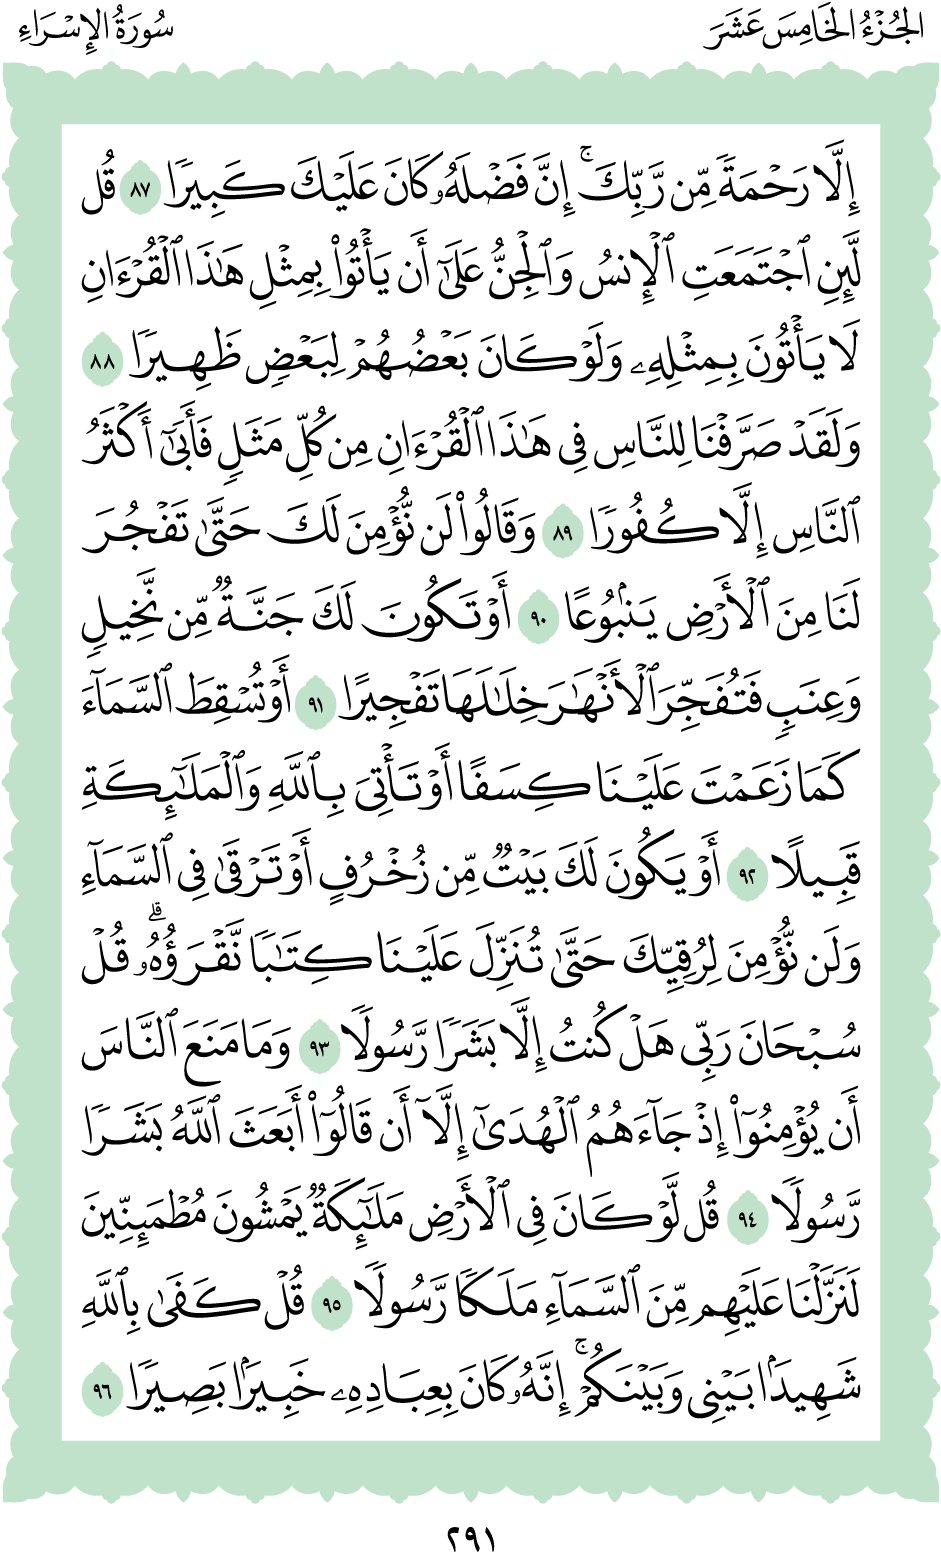 الجُزْءُ الخَامِسَ عَشَرَ
سُورَةُ الإِسْرَاءِ
إِلَّا رَحْمَةً مِّن رَّبِّكَۚ إِنَّ فَضْلَهُۥ كَانَ عَلَيْكَ كَبِيرًا ٨٧ قُل
لَّئِنِ ٱجْتَمَعَتِ ٱلْإِنسُ وَٱلْجِنُّ عَلَىٰٓ أَن يَأْتُوا۟ بِمِثْلِ هَٰذَا ٱلْقُرْءَانِ
لَا يَأْتُونَ بِمِثْلِهِۦ وَلَوْ كَانَ بَعْضُهُمْ لِبَعْضٍ ظَهِيرًا ٨٨
وَلَقَدْ صَرَّفْنَا لِلنَّاسِ فِى هَٰذَا ٱلْقُرْءَانِ مِن كُلِّ مَثَلٍ فَأَبَىٰٓ أَكْثَرُ
ٱلنَّاسِ إِلَّا كُفُورًا ٨٩ وَقَالُوا۟ لَن نُّؤْمِنَ لَكَ حَتَّىٰ تَفْجُرَ
لَنَا مِنَ ٱلْأَرْضِ يَنۢبُوعًا ٩٠ أَوْ تَكُونَ لَكَ جَنَّةٌ مِّن نَّخِيلٍ
وَعِنَبٍ فَتُفَجِّرَ ٱلْأَنْهَٰرَ خِلَٰلَهَا تَفْجِيرًا ٩١ أَوْ تُسْقِطَ ٱلسَّمَآءَ
كَمَا زَعَمْتَ عَلَيْنَا كِسَفًا أَوْ تَأْتِىَ بِٱللَّهِ وَٱلْمَلَٰٓئِكَةِ
قَبِيلًا ٩٢ أَوْ يَكُونَ لَكَ بَيْتٌ مِّن زُخْرُفٍ أَوْ تَرْقَىٰ فِى ٱلسَّمَآءِ
وَلَن نُّؤْمِنَ لِرُقِيِّكَ حَتَّىٰ تُنَزِّلَ عَلَيْنَا كِتَٰبًا نَّقْرَؤُهُۥۗ قُلْ
سُبْحَانَ رَبِّى هَلْ كُنتُ إِلَّا بَشَرًا رَّسُولًا ٩٣ وَمَا مَنَعَ ٱلنَّاسَ
أَن يُؤْمِنُوٓا۟ إِذْ جَآءَهُمُ ٱلْهُدَىٰٓ إِلَّآ أَن قَالُوٓا۟ أَبَعَثَ ٱللَّهُ بَشَرًا
رَّسُولًا ٩٤ قُل لَّوْ كَانَ فِى ٱلْأَرْضِ مَلَٰٓئِكَةٌ يَمْشُونَ مُطْمَئِنِّينَ
لَنَزَّلْنَا عَلَيْهِم مِّنَ ٱلسَّمَآءِ مَلَكًا رَّسُولًا ٩٥ قُلْ كَفَىٰ بِٱللَّهِ
شَهِيدًۢا بَيْنِى وَبَيْنَكُمْۚ إِنَّهُۥ كَانَ بِعِبَادِهِۦ خَبِيرًۢا بَصِيرًا ٩٦
٢٩١